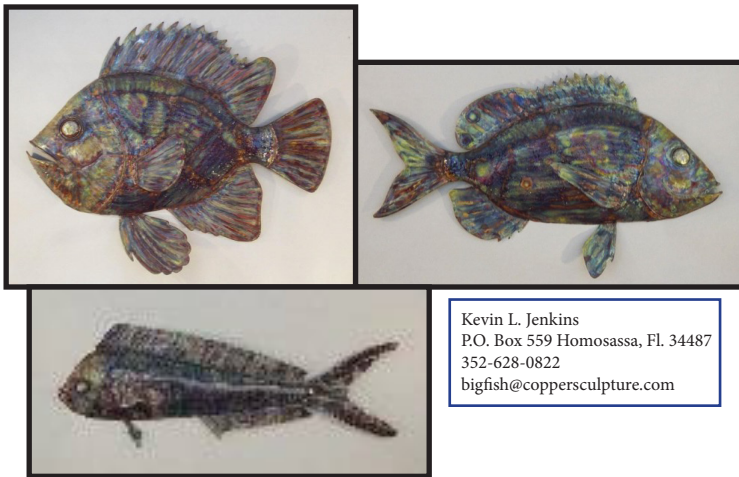 Kevin L. Jenkins
P.O. Box 559 Homosassa, Fl. 34487
352-628-0822
bigfish@coppersculpture.com